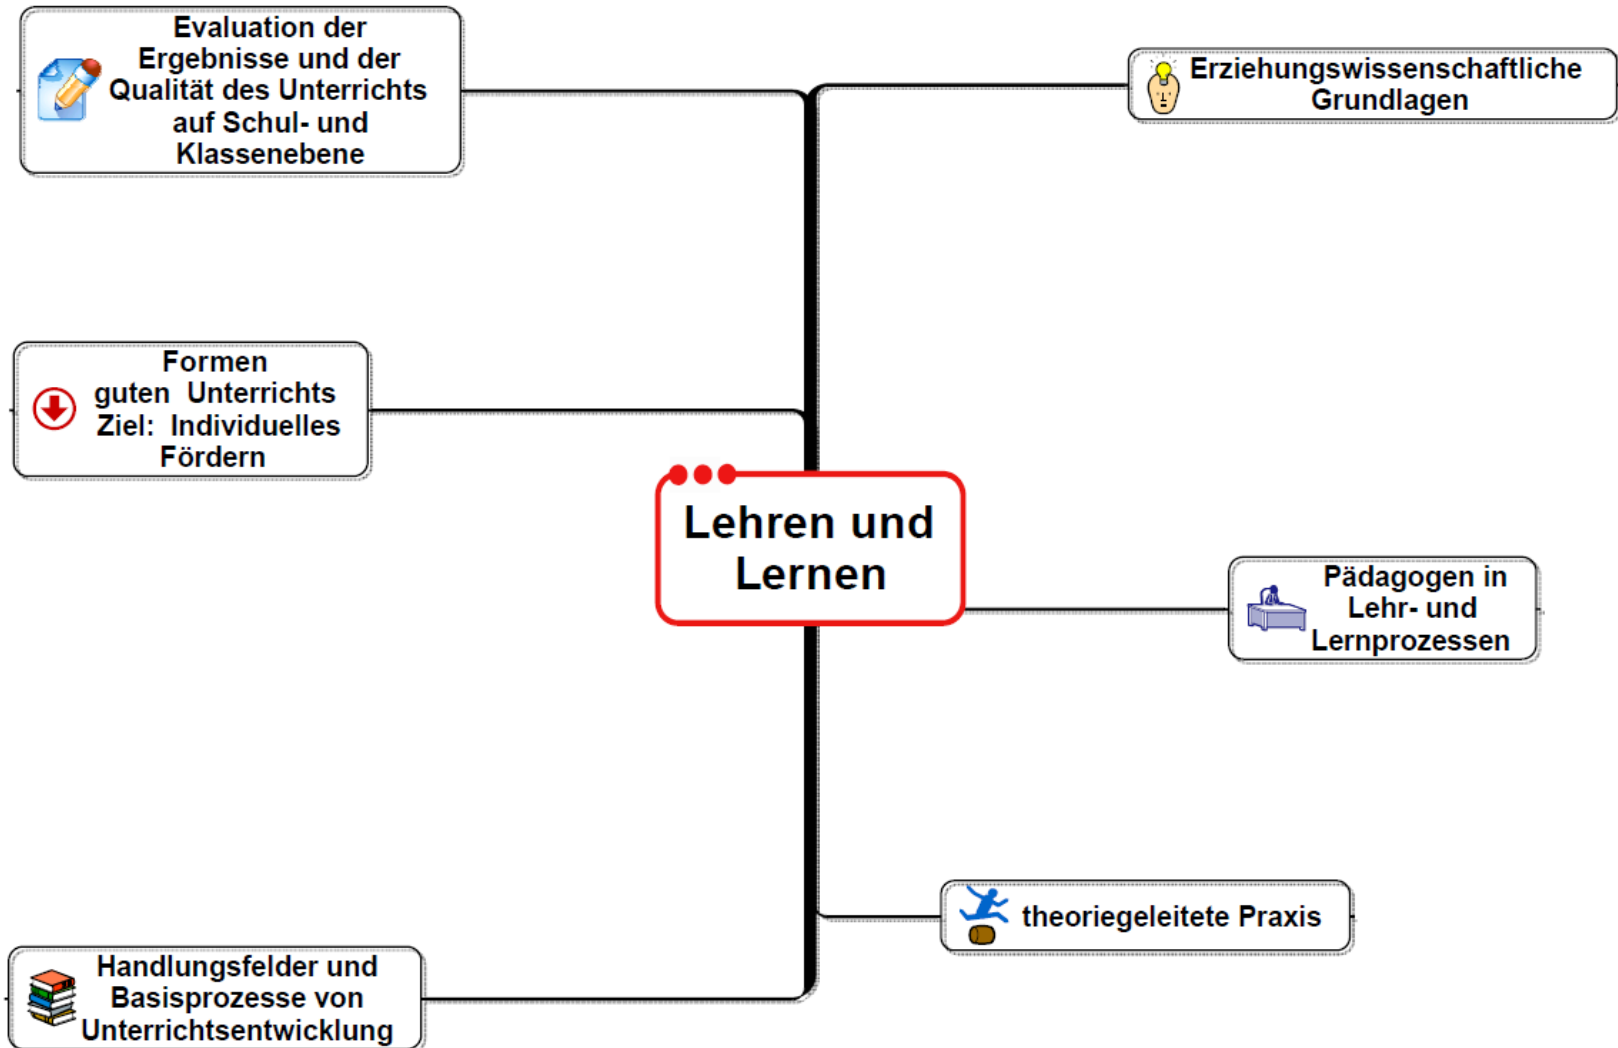 Evaluation der
Ergebnisse und der
Qualität des Unterrichts
auf Schul- und
Klassenebene
Erziehungswissenschaftliche
Grundlagen
Formen
guten Unterrichts
Ziel: Individuelles
Fördern
Lehren und
Lernen
Pädagogen in
Lehr- und
Lernprozessen
theoriegeleitete Praxis
Handlungsfelder und
Basisprozesse von
Unterrichtsentwicklung